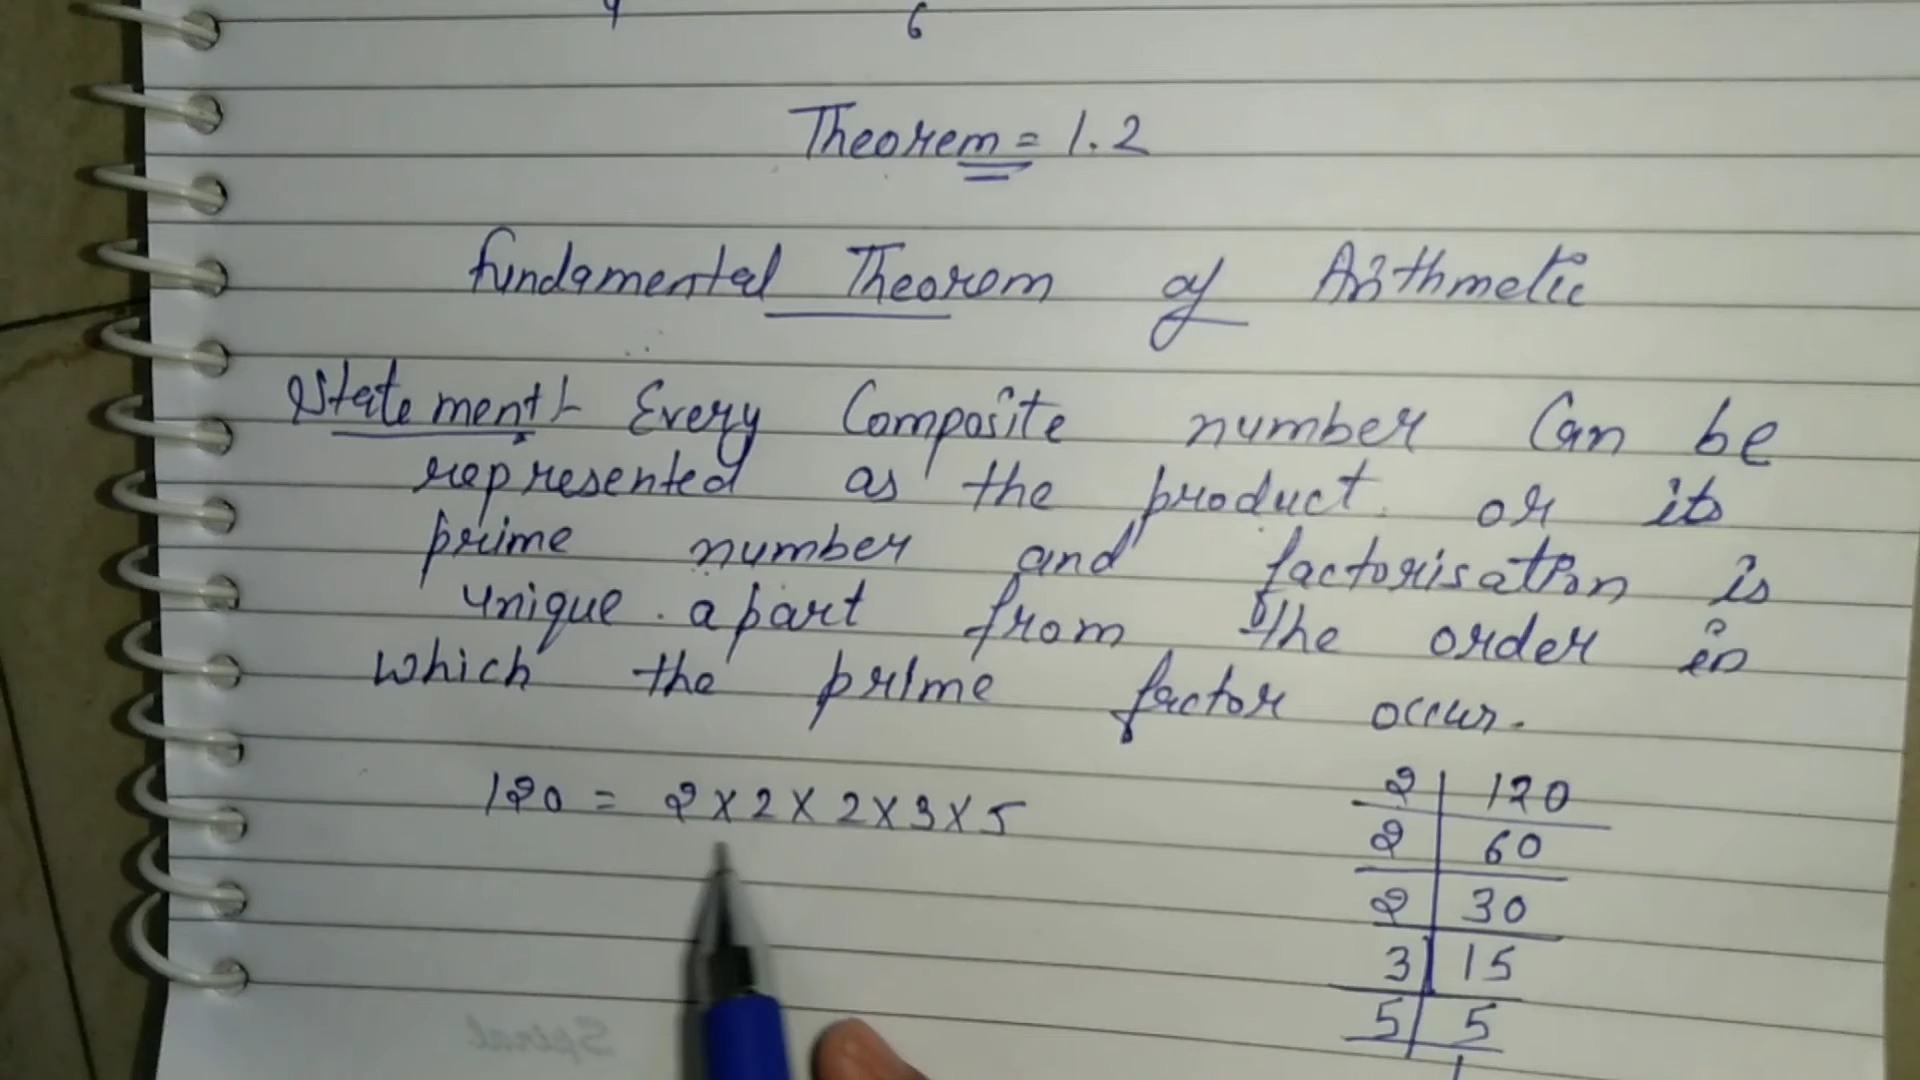 6
Theorem = 1.2
fundamental Theorem of Arithmetic
Statement :- Every Composite number Can be
represented as the product or its
prime number and factorisation is
unique. apart from the order in
which the prime factor occur.
120 = 2 x 2 x 2 x 3 x 5
2 | 120
2 | 60
2 | 30
3 | 15
5 | 5
1
Spiral